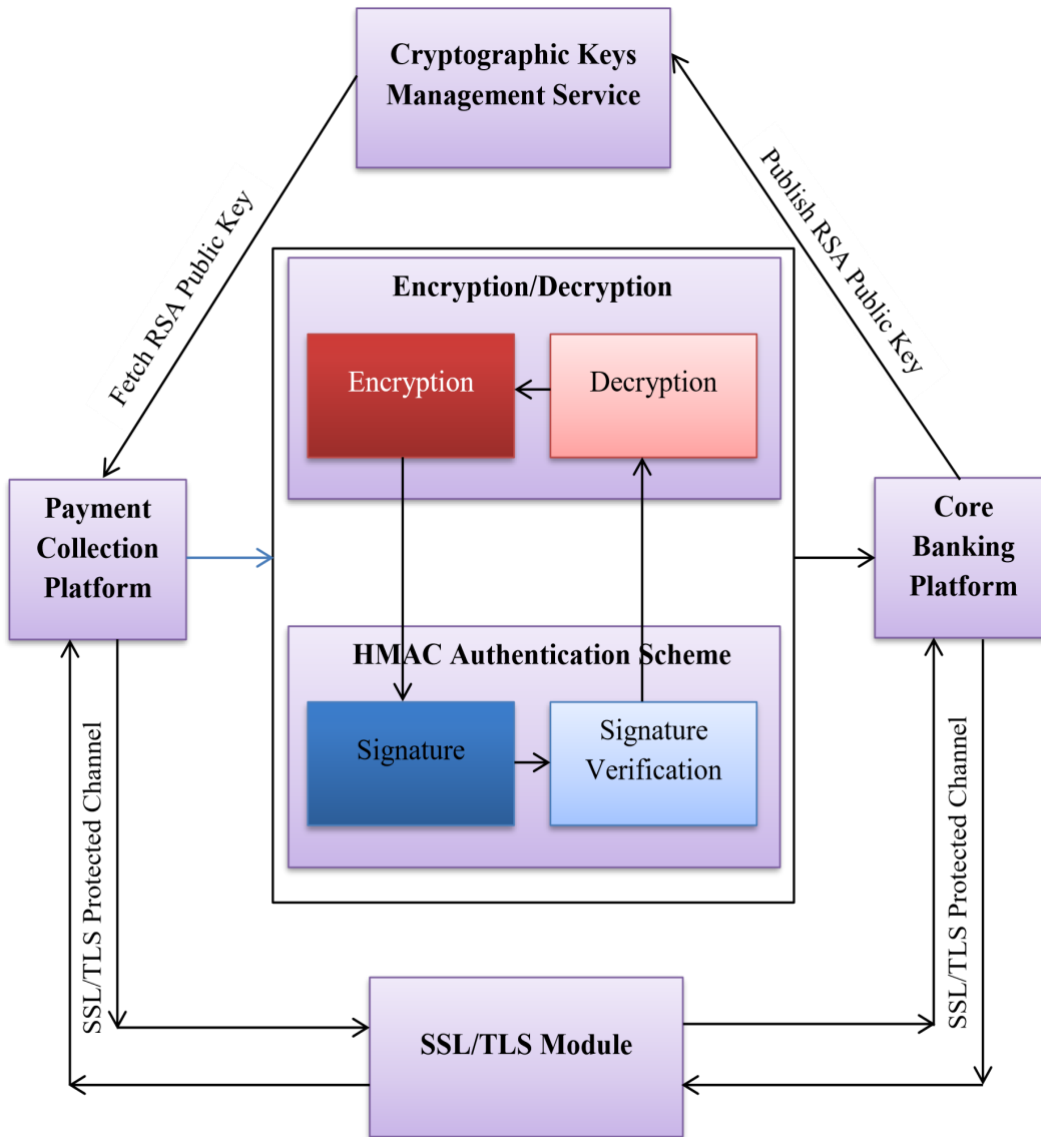 Cryptographic Keys
Management Service
Fetch RSA Public Key
Publish RSA Public Key
Encryption/Decryption
Encryption
Decryption
Payment
Collection
Platform
Core
Banking
Platform
HMAC Authentication Scheme
Signature
Signature
Verification
SSL/TLS Protected Channel
SSL/TLS Protected Channel
SSL/TLS Module